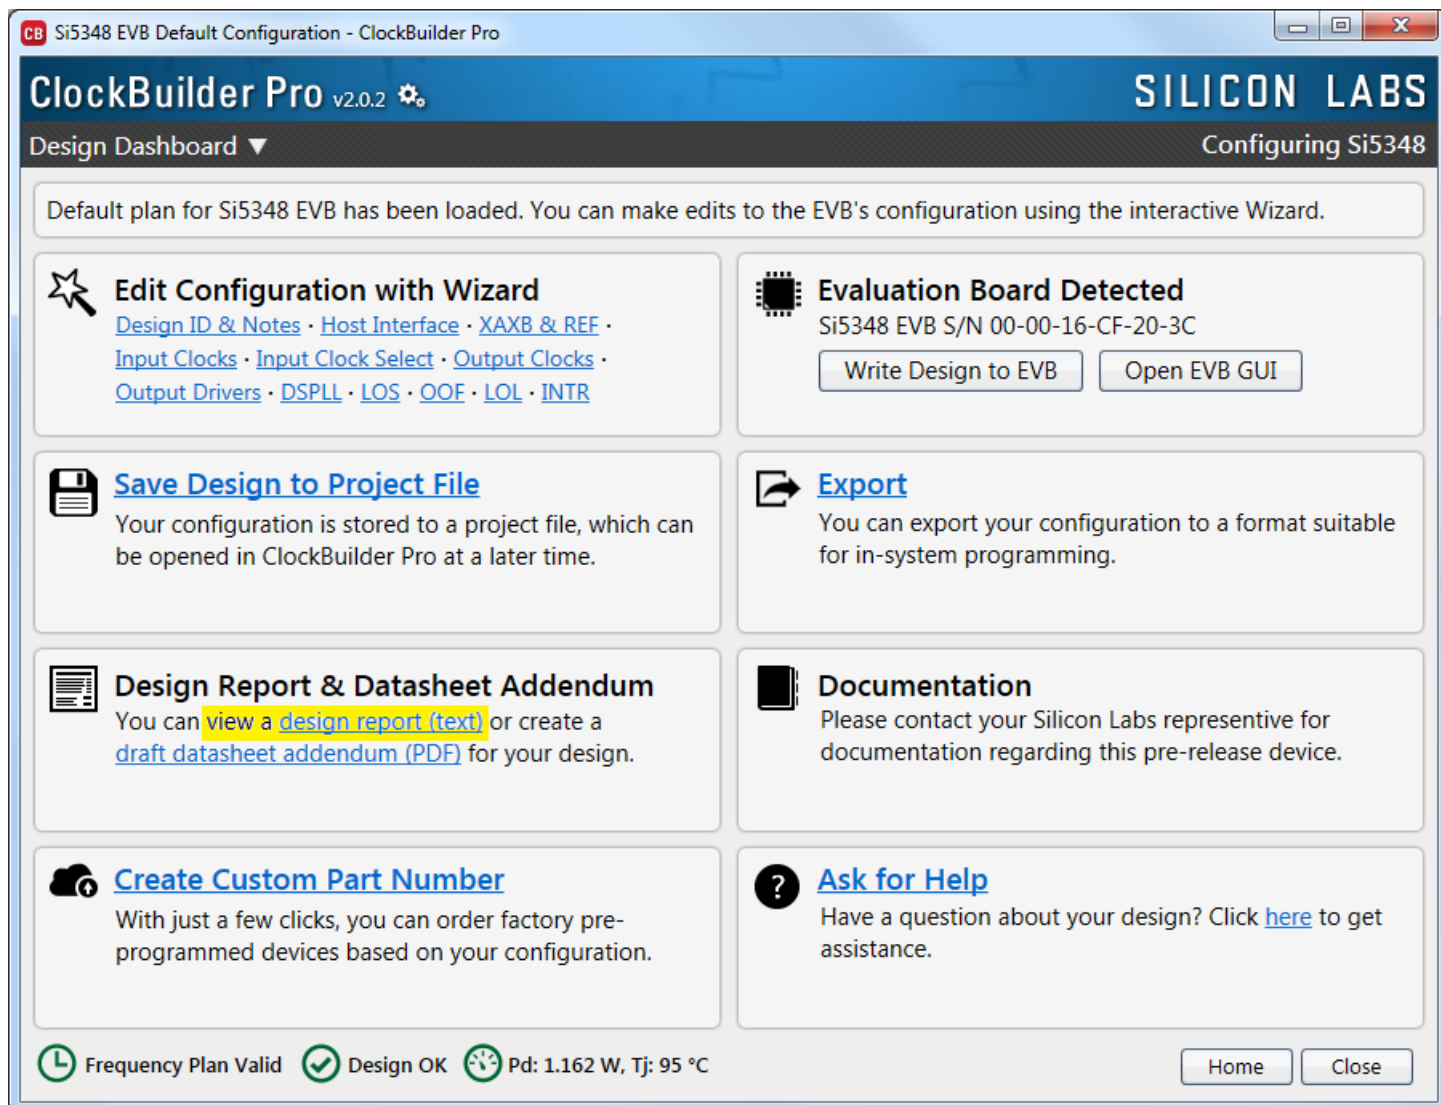 CB Si5348 EVB Default Configuration - ClockBuilder Pro
ClockBuilder Pro v2.0.2
SILICON LABS
Design Dashboard ▼
Configuring Si5348
Default plan for Si5348 EVB has been loaded. You can make edits to the EVB's configuration using the interactive Wizard.
Edit Configuration with Wizard
Design ID & Notes · Host Interface · XAXB & REF ·
Input Clocks · Input Clock Select · Output Clocks ·
Output Drivers · DSPLL · LOS · OOF · LOL · INTR
Evaluation Board Detected
Si5348 EVB S/N 00-00-16-CF-20-3C
Write Design to EVB
Open EVB GUI
Save Design to Project File
Your configuration is stored to a project file, which can
be opened in ClockBuilder Pro at a later time.
Export
You can export your configuration to a format suitable
for in-system programming.
Design Report & Datasheet Addendum
You can view a design report (text) or create a
draft datasheet addendum (PDF) for your design.
Documentation
Please contact your Silicon Labs representive for
documentation regarding this pre-release device.
Create Custom Part Number
With just a few clicks, you can order factory pre-
programmed devices based on your configuration.
Ask for Help
Have a question about your design? Click here to get
assistance.
Frequency Plan Valid
Design OK
Pd: 1.162 W, Tj: 95 °C
Home
Close